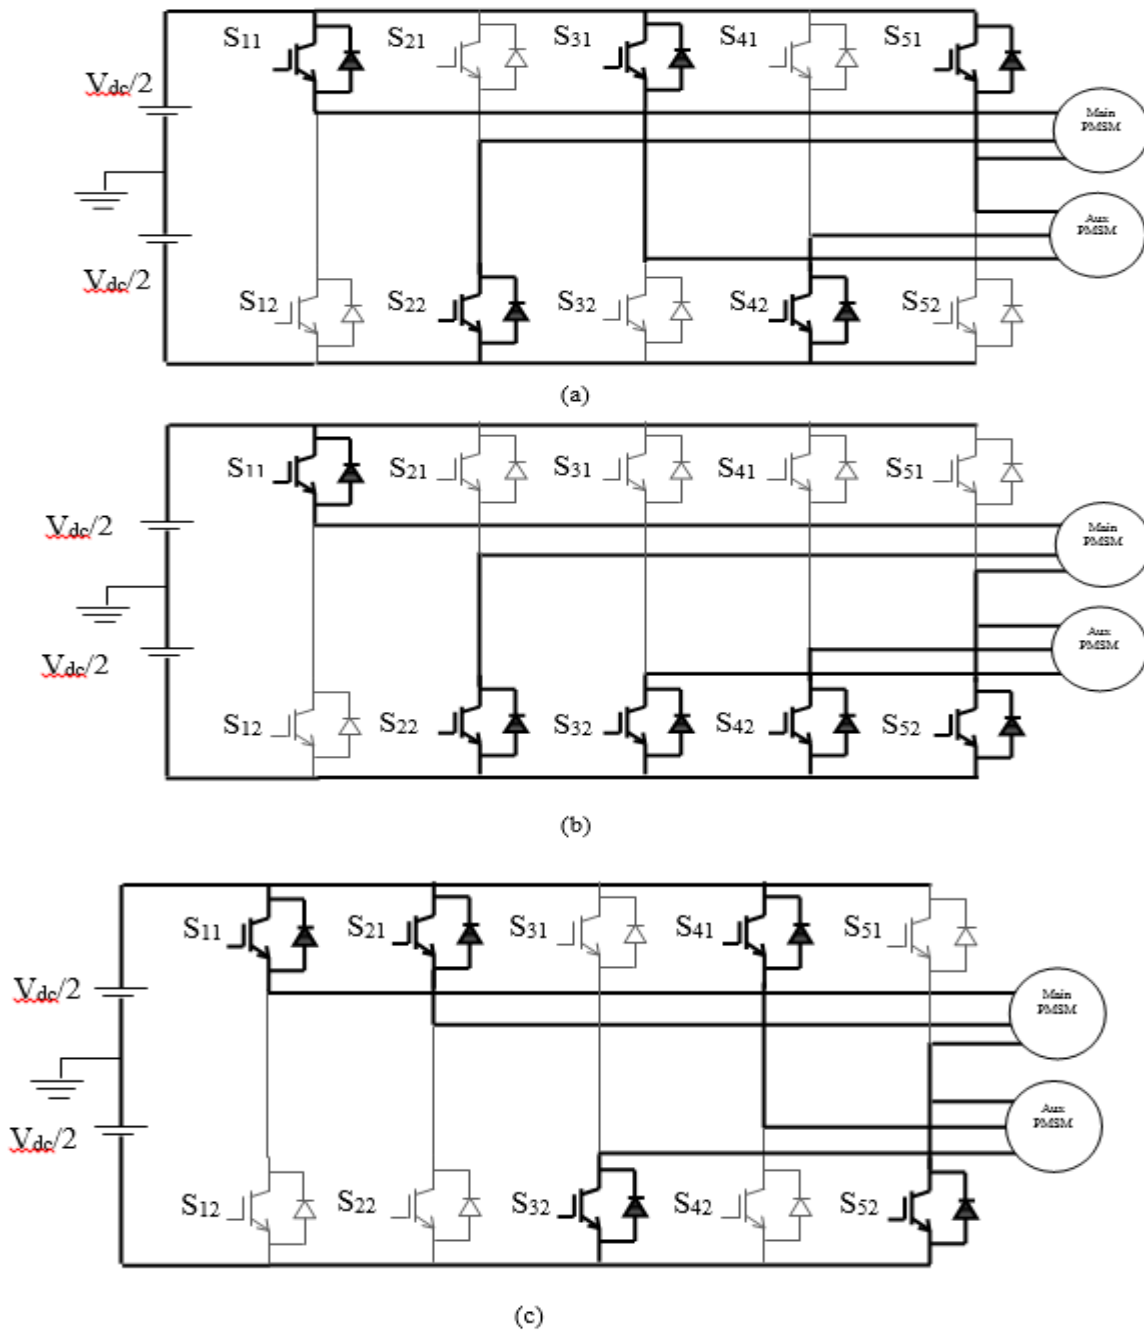 S11 S21 S31 S41 S51
Vdc/2
Main
PMSM
Aux
PMSM
Vdc/2
S12 S22 S32 S42 S52
(a)
S11 S21 S31 S41 S51
Vdc/2
Main
PMSM
Aux
PMSM
Vdc/2
S12 S22 S32 S42 S52
(b)
S11 S21 S31 S41 S51
Vdc/2
Main
PMSM
Aux
PMSM
Vdc/2
S12 S22 S32 S42 S52
(c)